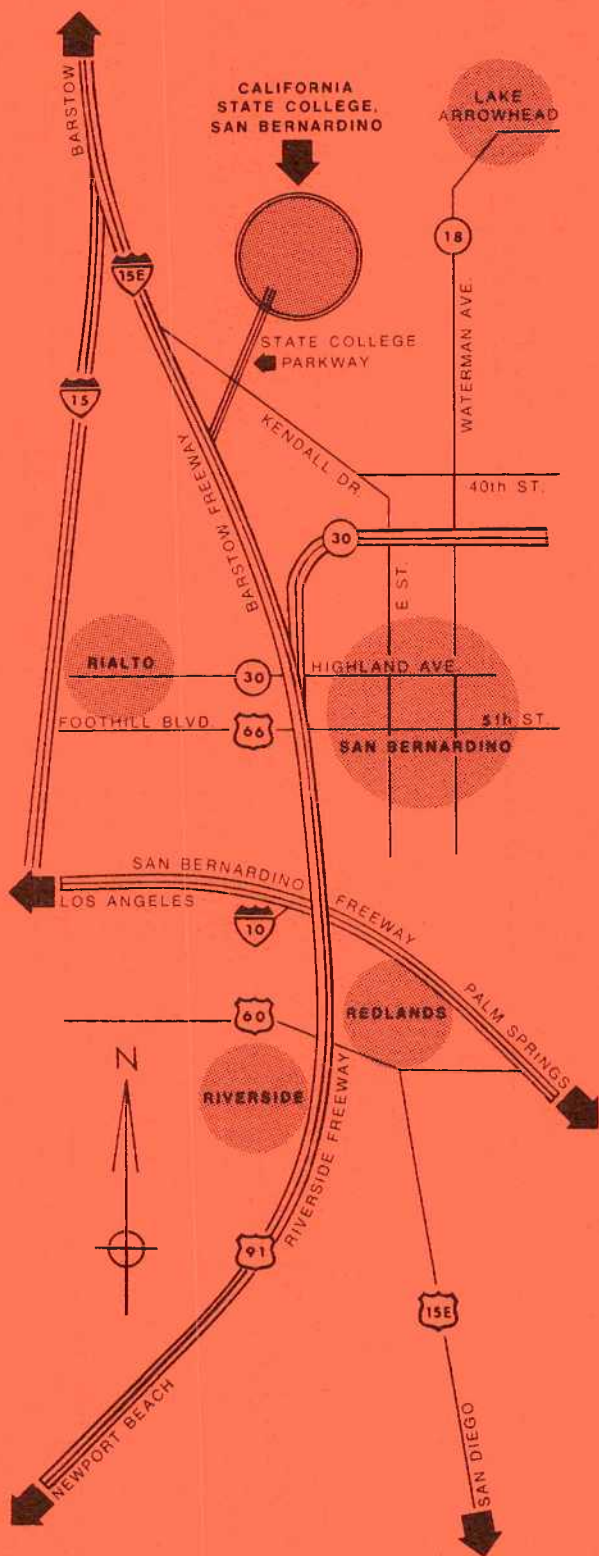 BARSTOW
CALIFORNIA
STATE COLLEGE,
SAN BERNARDINO
LAKE
ARROWHEAD
18
15E
WATERMAN AVE.
STATE COLLEGE
PARKWAY
15
KENDALL DR.
40th ST.
BARSTOW FREEWAY
30
E ST.
RIALTO
30
HIGHLAND AVE
FOOTHILL BLVD.
66
5th ST.
SAN BERNARDINO
SAN BERNARDINO FREEWAY
LOS ANGELES
10
PALM SPRINGS
60
REDLANDS
N
RIVERSIDE
RIVERSIDE FREEWAY
91
15E
NEWPORT BEACH
SAN DIEGO